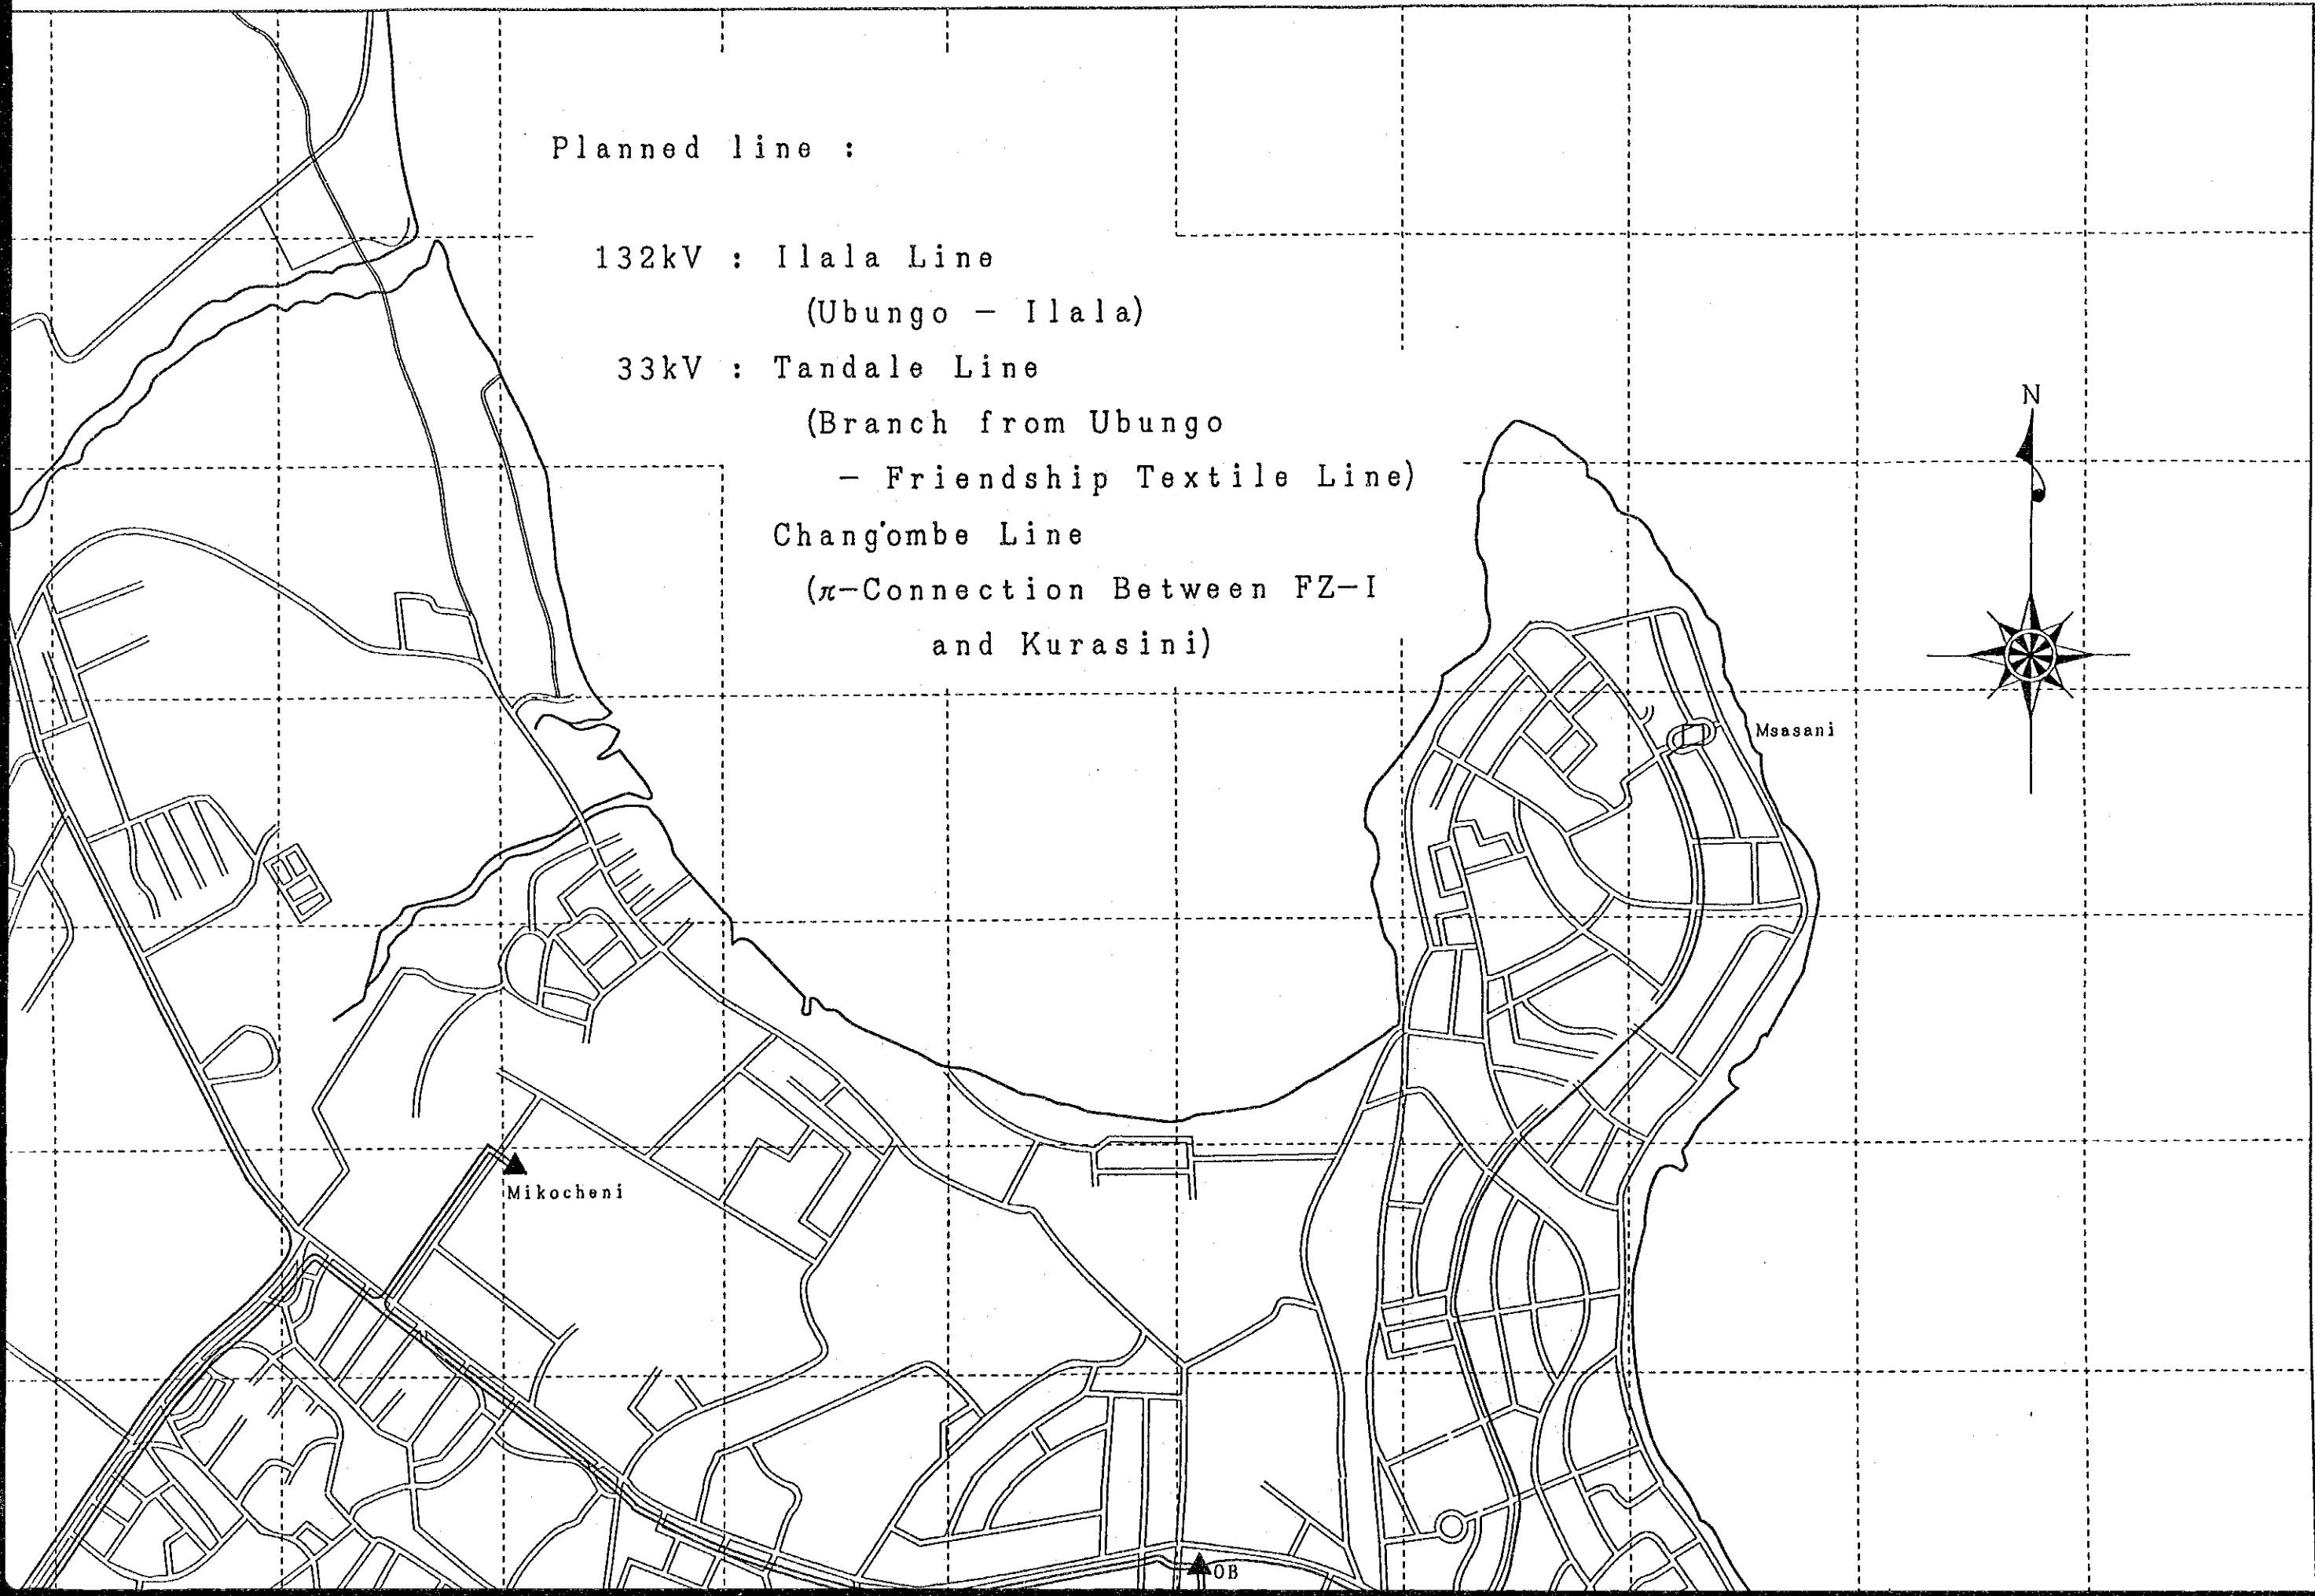 Planned line :
132kV : Ilala Line
(Ubungo – Ilala)
33kV : Tandale Line
(Branch from Ubungo
– Friendship Textile Line)
Chang'ombe Line
(π-Connection Between FZ-I
and Kurasini)
N
Msasani
Mikocheni
OB